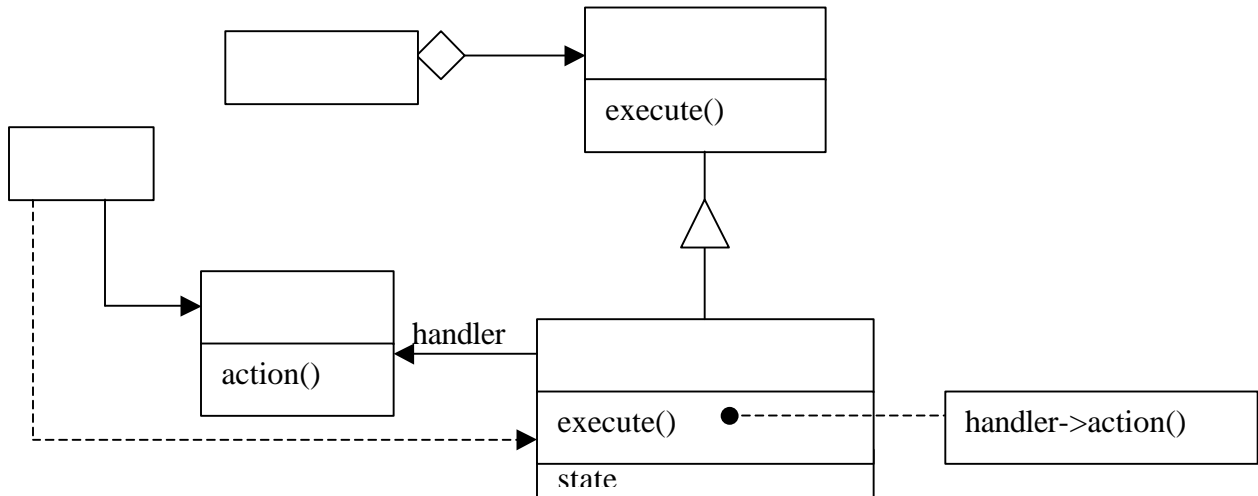 execute()
handler
action()
execute()
handler->action()
state